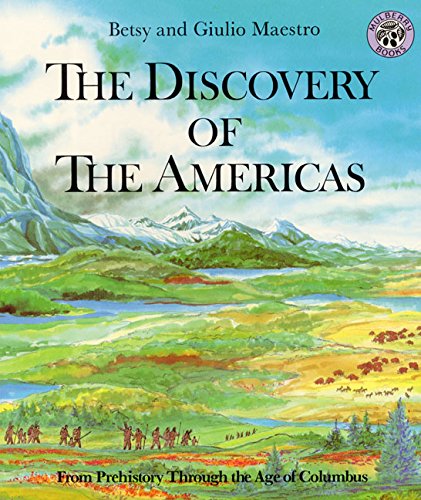 Betsy and Giulio Maestro
MULBERRY BOOKS
THE DISCOVERY
OF
THE AMERICAS
From Prehistory Through the Age of Columbus